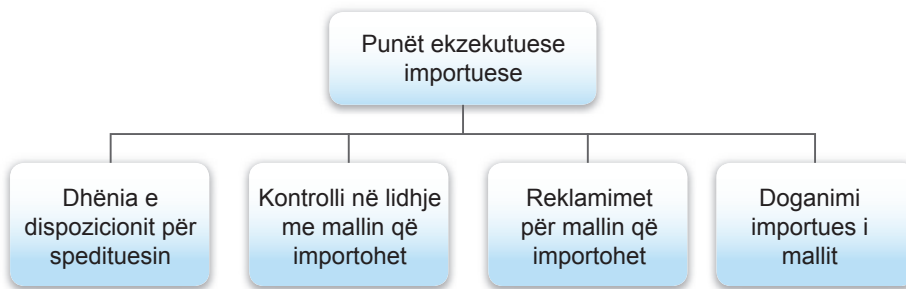 Punët ekzekutuese
importuese
Dhënia e
dispozicionit për
spedituesin
Kontrolli në lidhje
me mallin që
importohet
Reklamimet
për mallin që
importohet
Doganimi
importues i
mallit